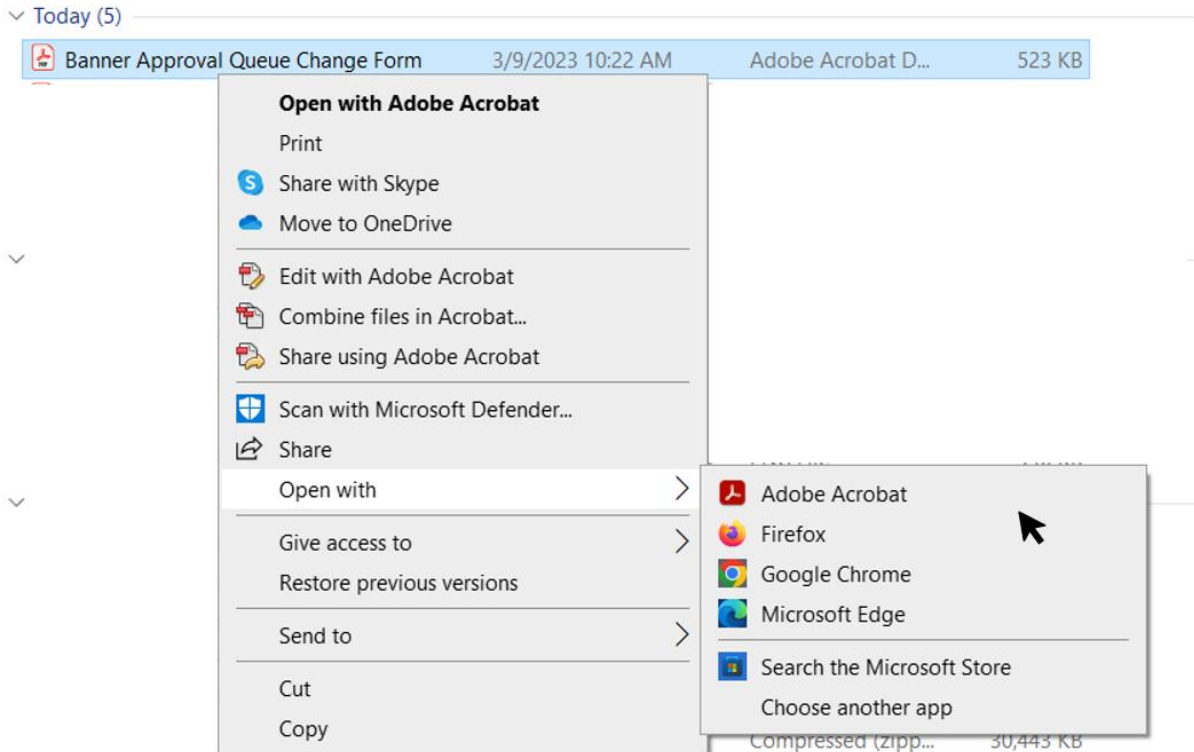 Today (5)
Banner Approval Queue Change Form 3/9/2023 10:22 AM Adobe Acrobat D... 523 KB
Open with Adobe Acrobat
Print
Share with Skype
Move to OneDrive
Edit with Adobe Acrobat
Combine files in Acrobat...
Share using Adobe Acrobat
Scan with Microsoft Defender...
Share
Open with
Adobe Acrobat
Firefox
Google Chrome
Microsoft Edge
Search the Microsoft Store
Choose another app
Give access to
Restore previous versions
Send to
Cut
Copy
Compressed (zipp... 30,443 KB